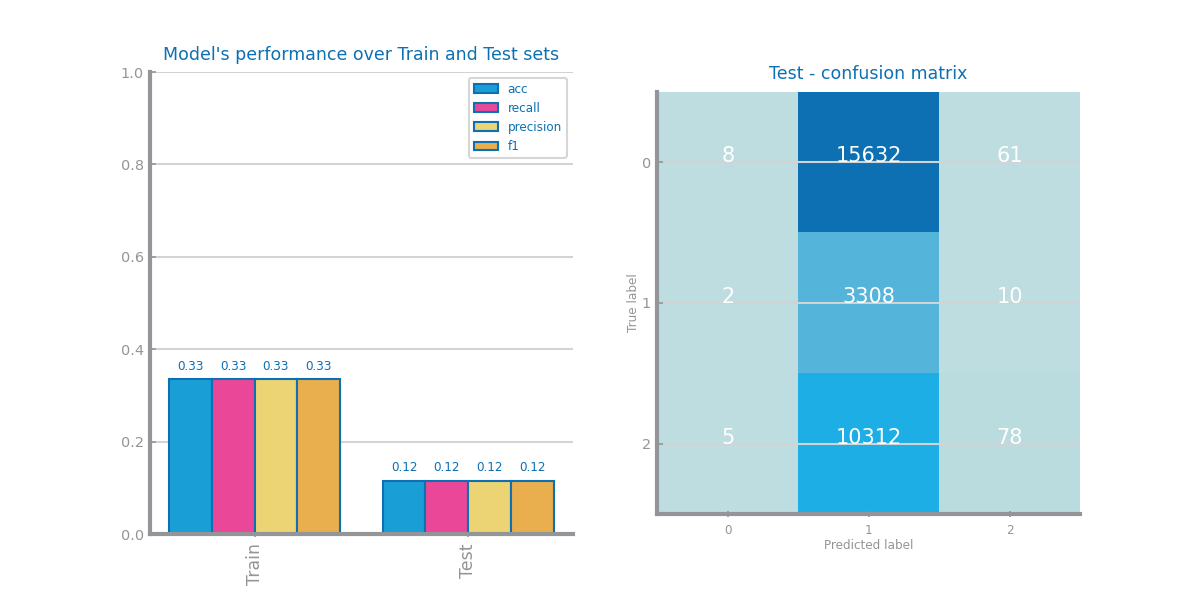 Model's performance over Train and Test sets
1.0
0.8
0.6
0.4
0.2
0.0
acc
recall
precision
f1
0.33 0.33 0.33 0.33
0.12 0.12 0.12 0.12
Train
Test
Test - confusion matrix
True label
0
1
2
8 15632 61
2 3308 10
5 10312 78
0 1 2
Predicted label